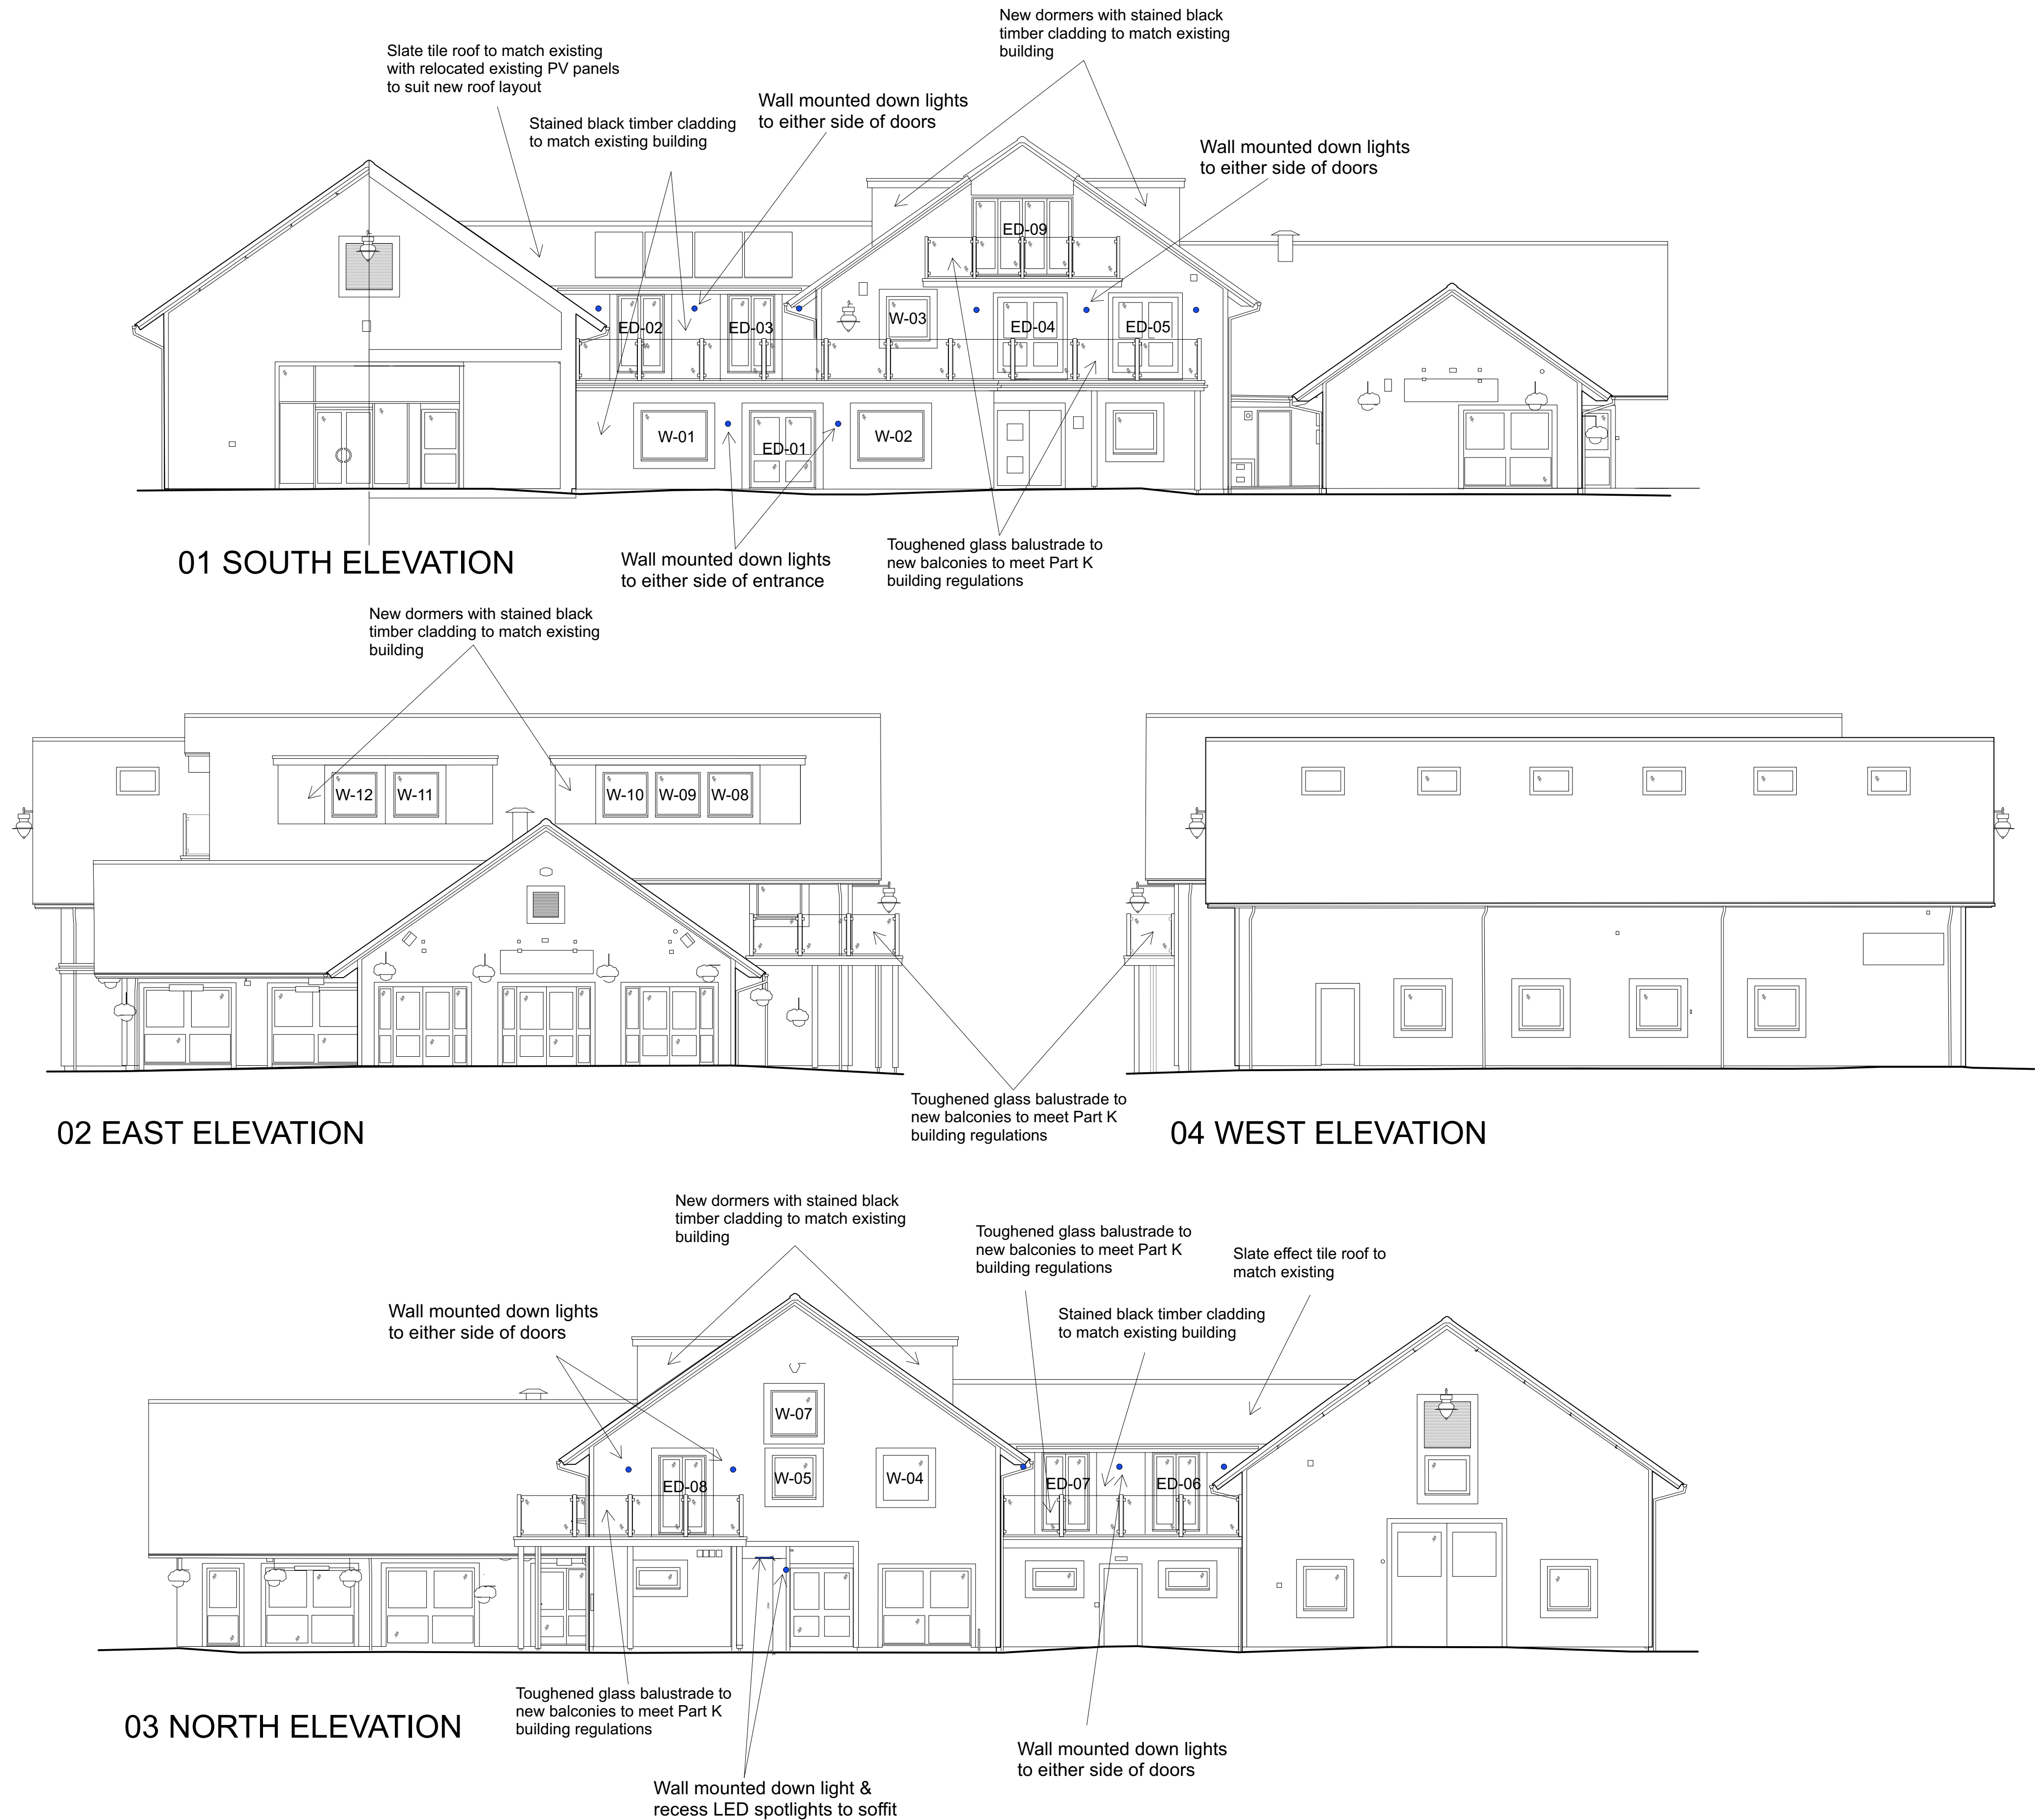 New dormers with stained black
timber cladding to match existing
building
Slate tile roof to match existing
with relocated existing PV panels
to suit new roof layout
Wall mounted down lights
to either side of doors
Stained black timber cladding
to match existing building
Wall mounted down lights
to either side of doors
ED-09
ED-02
ED-03
W-03
ED-04
ED-05
W-01
ED-01
W-02
01 SOUTH ELEVATION
Wall mounted down lights
to either side of entrance
Toughened glass balustrade to
new balconies to meet Part K
building regulations
New dormers with stained black
timber cladding to match existing
building
W-12
W-11
W-10
W-09
W-08
Toughened glass balustrade to
new balconies to meet Part K
building regulations
02 EAST ELEVATION
04 WEST ELEVATION
New dormers with stained black
timber cladding to match existing
building
Toughened glass balustrade to
new balconies to meet Part K
building regulations
Slate effect tile roof to
match existing
Wall mounted down lights
to either side of doors
Stained black timber cladding
to match existing building
W-07
ED-08
W-05
W-04
ED-07
ED-06
Toughened glass balustrade to
new balconies to meet Part K
building regulations
03 NORTH ELEVATION
Wall mounted down lights
to either side of doors
Wall mounted down light &
recess LED spotlights to soffit